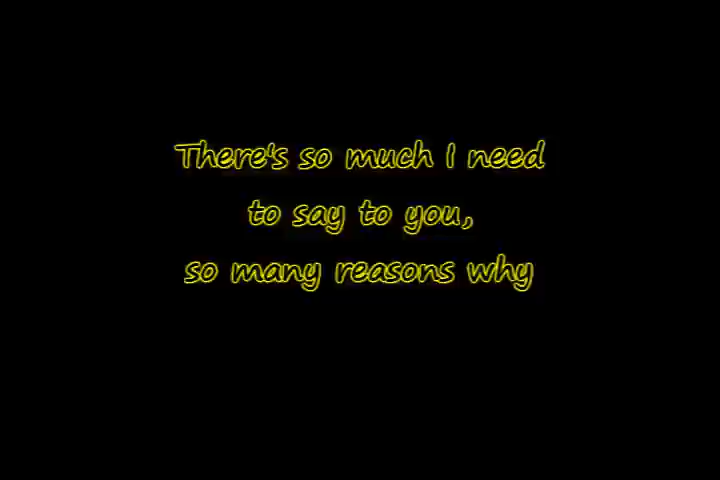 There's so much I need
to say to you,
so many reasons why